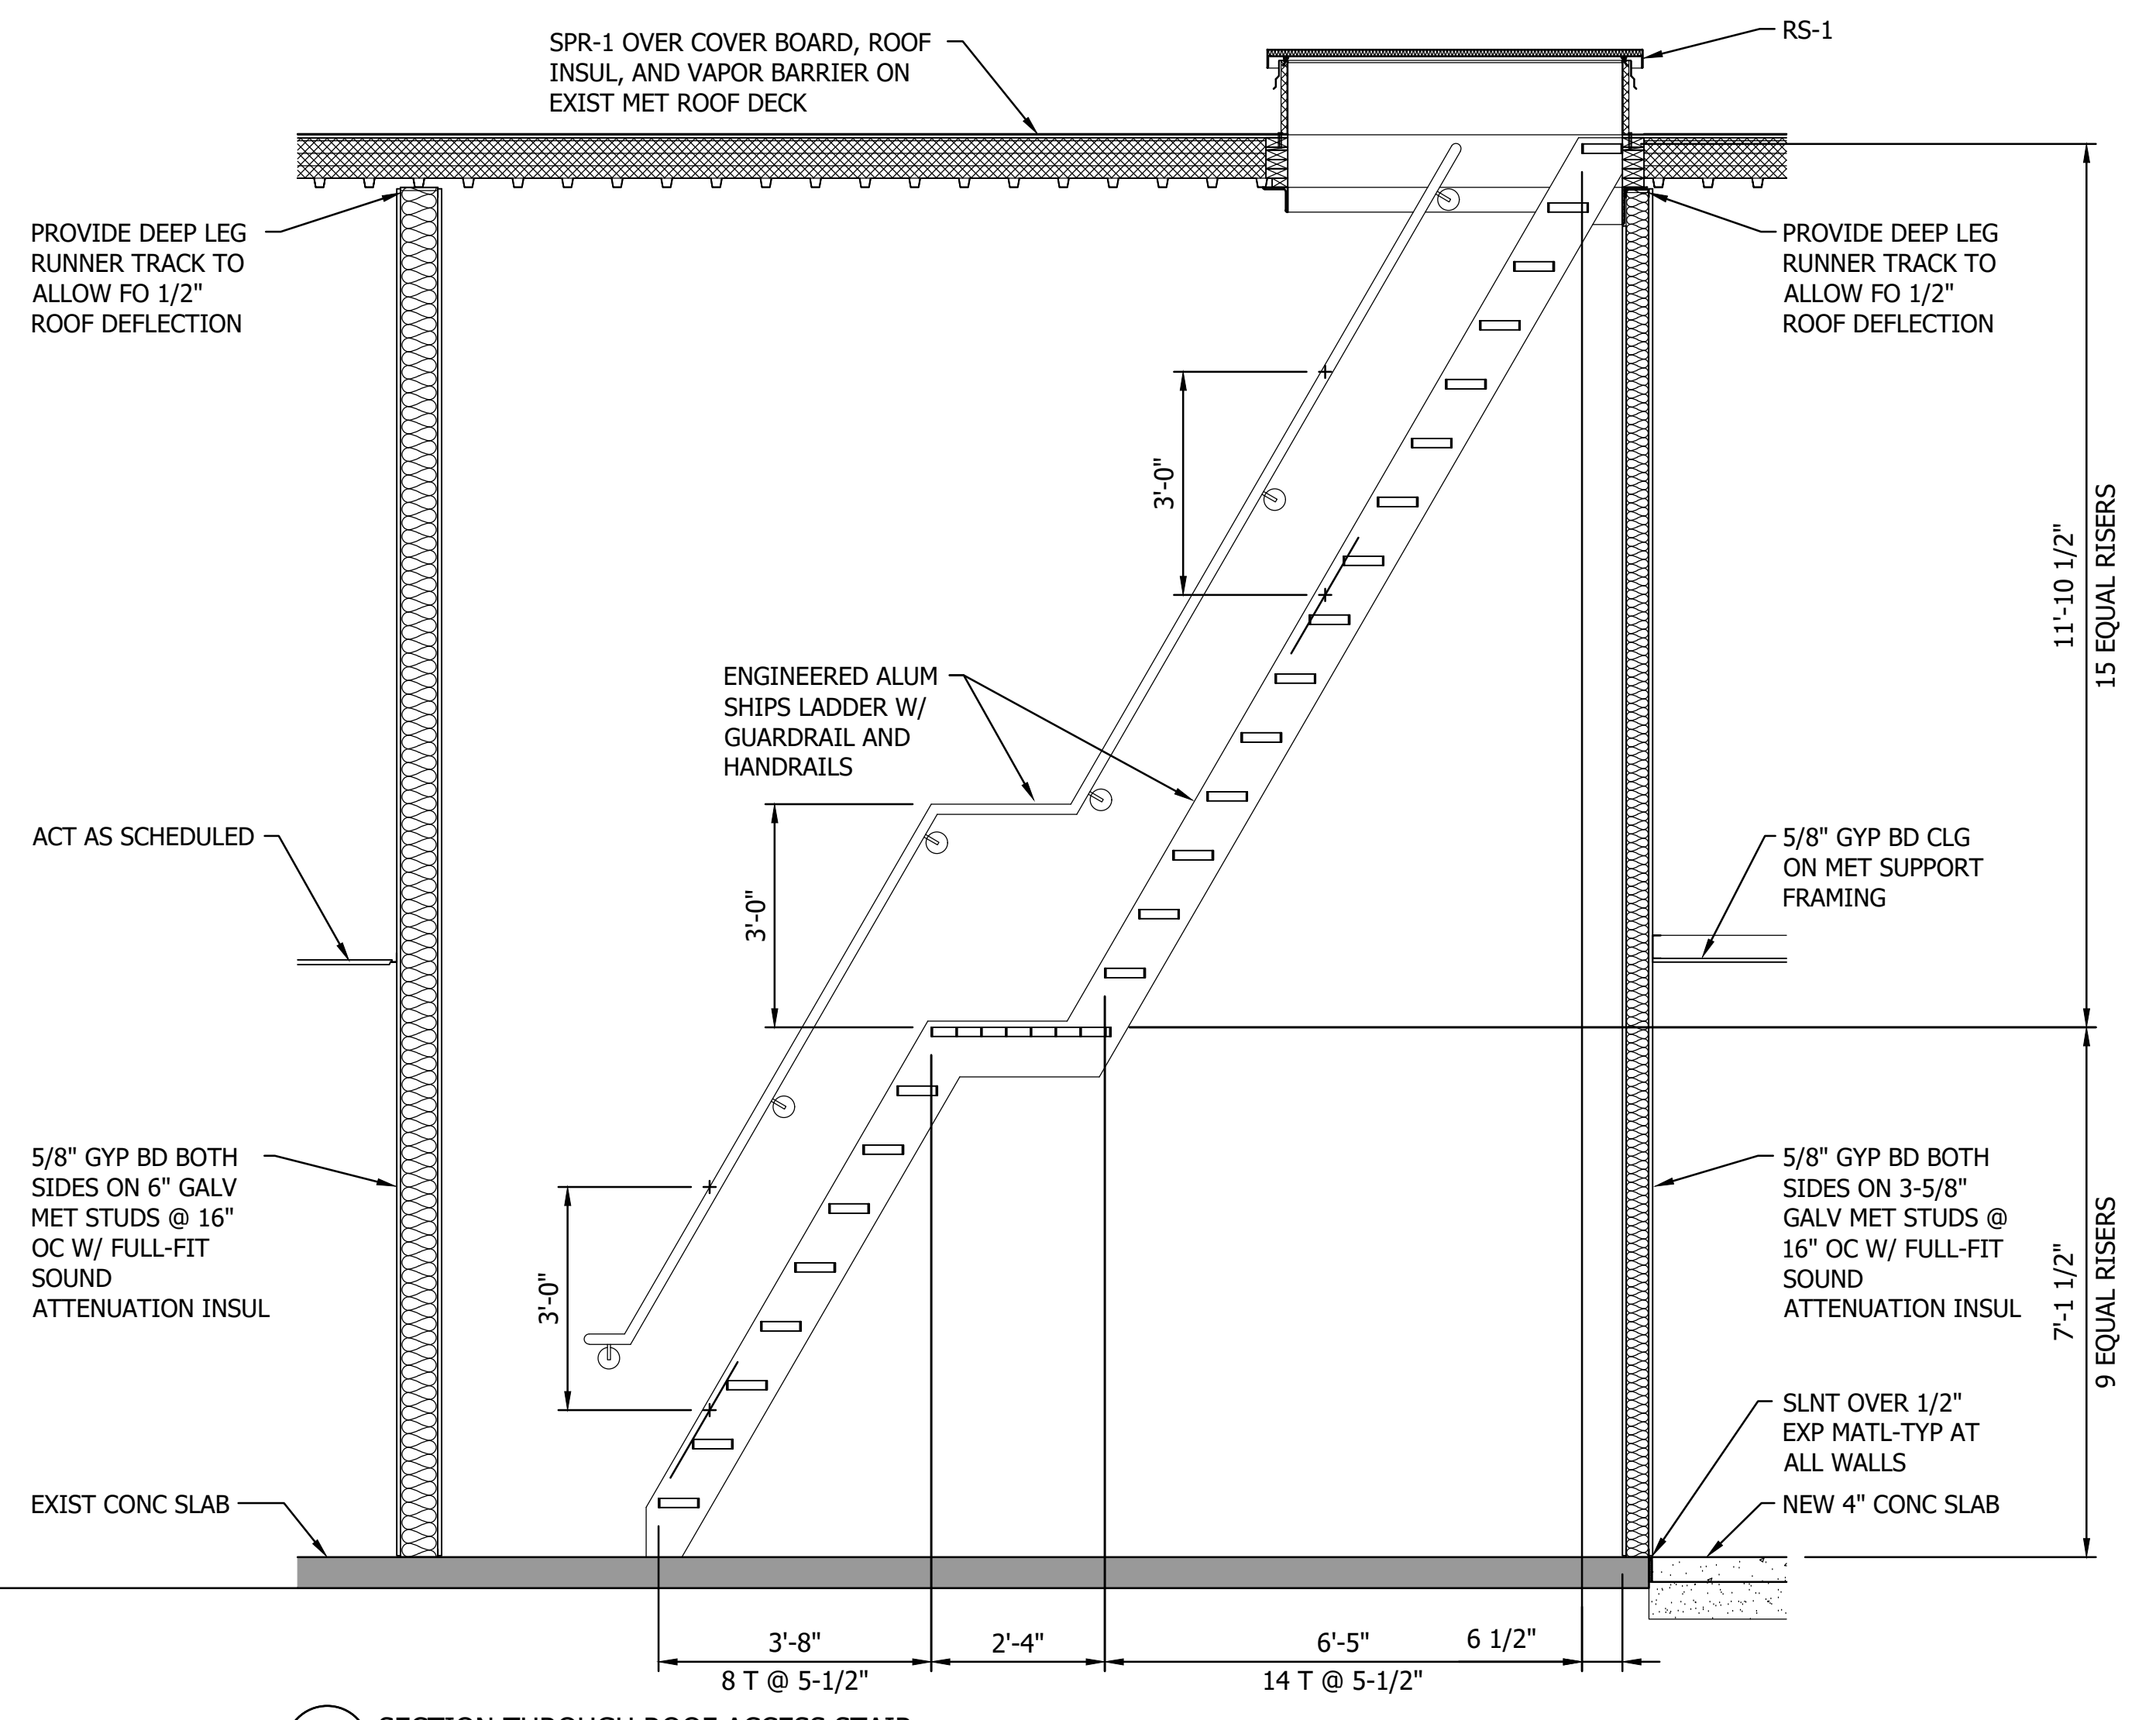 SPR-1 OVER COVER BOARD, ROOF
INSUL, AND VAPOR BARRIER ON
EXIST MET ROOF DECK
RS-1
PROVIDE DEEP LEG
RUNNER TRACK TO
ALLOW FO 1/2"
ROOF DEFLECTION
PROVIDE DEEP LEG
RUNNER TRACK TO
ALLOW FO 1/2"
ROOF DEFLECTION
3'-0"
11'-10 1/2"
15 EQUAL RISERS
ENGINEERED ALUM
SHIPS LADDER W/
GUARDRAIL AND
HANDRAILS
ACT AS SCHEDULED
3'-0"
5/8" GYP BD CLG
ON MET SUPPORT
FRAMING
5/8" GYP BD BOTH
SIDES ON 6" GALV
MET STUDS @ 16"
OC W/ FULL-FIT
SOUND
ATTENUATION INSUL
3'-0"
5/8" GYP BD BOTH
SIDES ON 3-5/8"
GALV MET STUDS @
16" OC W/ FULL-FIT
SOUND
ATTENUATION INSUL
7'-1 1/2"
9 EQUAL RISERS
SLNT OVER 1/2"
EXP MATL-TYP AT
ALL WALLS
EXIST CONC SLAB
NEW 4" CONC SLAB
3'-8"
8 T @ 5-1/2"
2'-4"
6'-5"
14 T @ 5-1/2"
6 1/2"
SECTION THROUGH ROOF ACCESS STAIR